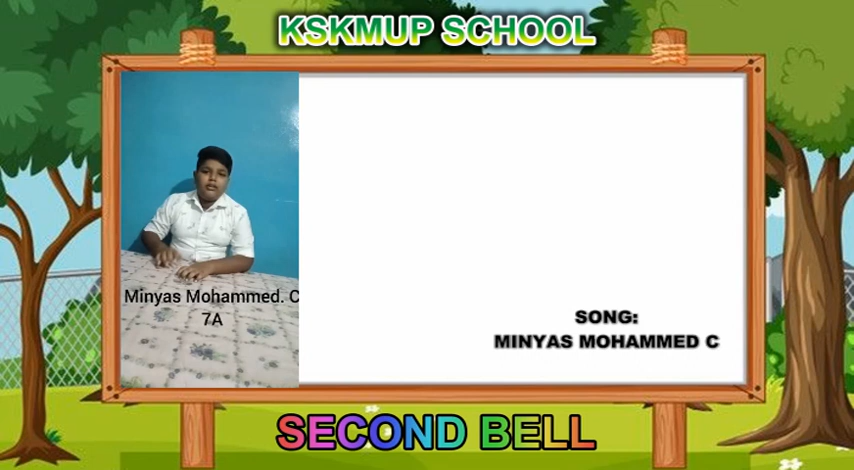 KSKMUP SCHOOL
Minyas Mohammed. C
7A
SONG:
MINYAS MOHAMMED C
SECOND BELL